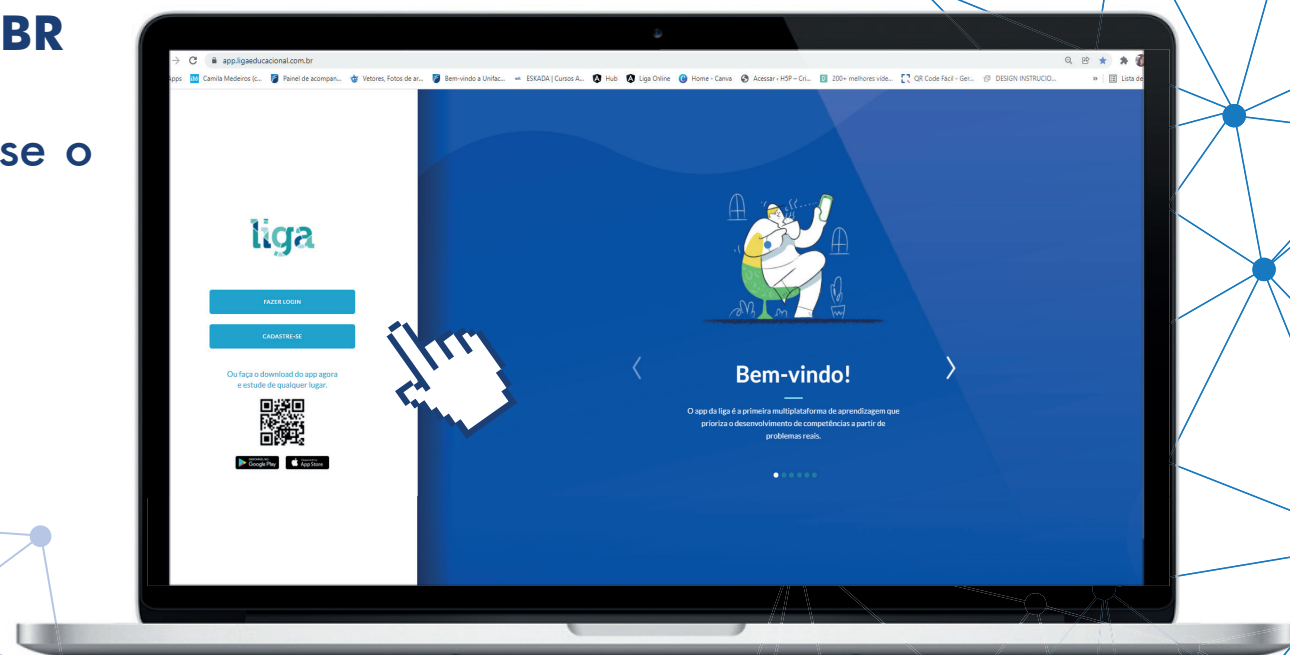 BR
se o
app.ligaeducacional.com.br
Apps Camila Medeiros (c... Painel de acompan... Vetores, Fotos de ar... Bem-vindo a Unifac... ESKADA | Cursos A... Hub Liga Online Home - Canva Acessar ‹ H5P – Cri... 200+ melhores vide... QR Code Fácil - Ger... DESIGN INSTRUCIO... » Lista de
liga
FAZER LOGIN
CADASTRE-SE
Ou faça o download do app agora
e estude de qualquer lugar.
Google Play App Store
Bem-vindo!
O app da liga é a primeira multiplataforma de aprendizagem que
prioriza o desenvolvimento de competências a partir de
problemas reais.